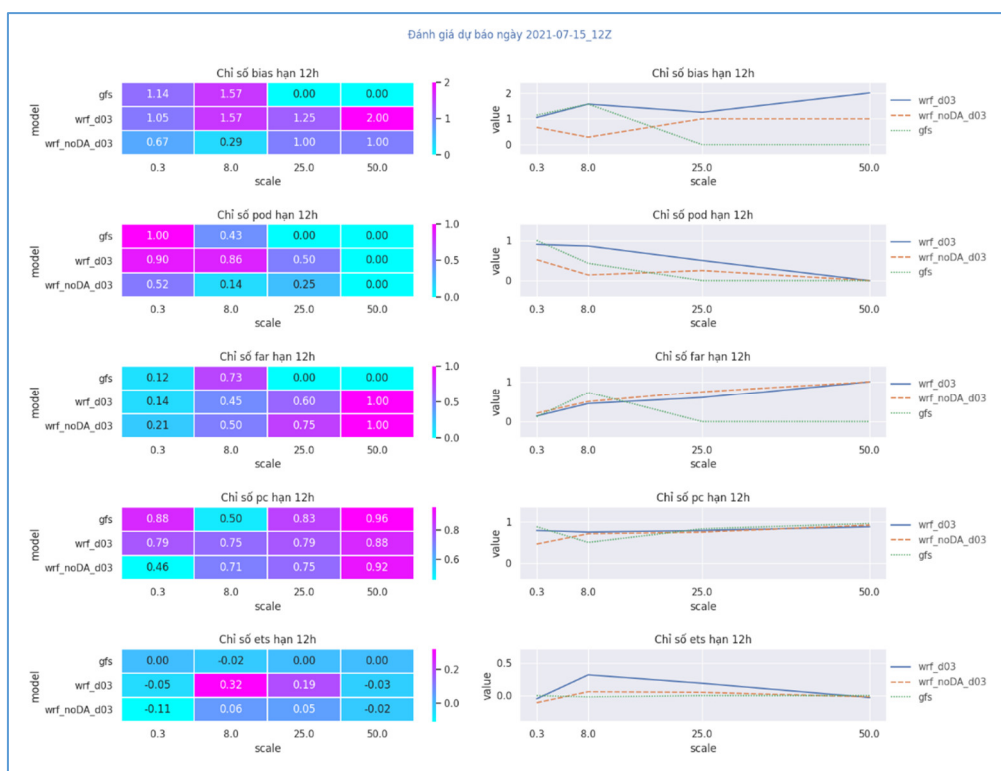 Đánh giá dự báo ngày 2021-07-15_12Z
Chỉ số bias hạn 12h
model
gfs 1.14 1.57 0.00 0.00
wrf_d03 1.05 1.57 1.25 2.00
wrf_noDA_d03 0.67 0.29 1.00 1.00
0.3 8.0 25.0 50.0
scale
2
1
0
Chỉ số bias hạn 12h
value
2
1
0
0.3 8.0 25.0 50.0
scale
wrf_d03
wrf_noDA_d03
gfs
Chỉ số pod hạn 12h
model
gfs 1.00 0.43 0.00 0.00
wrf_d03 0.90 0.86 0.50 0.00
wrf_noDA_d03 0.52 0.14 0.25 0.00
0.3 8.0 25.0 50.0
scale
1.0
0.5
0.0
Chỉ số pod hạn 12h
value
1
0
0.3 8.0 25.0 50.0
scale
wrf_d03
wrf_noDA_d03
gfs
Chỉ số far hạn 12h
model
gfs 0.12 0.73 0.00 0.00
wrf_d03 0.14 0.45 0.60 1.00
wrf_noDA_d03 0.21 0.50 0.75 1.00
0.3 8.0 25.0 50.0
scale
1.0
0.5
0.0
Chỉ số far hạn 12h
value
1
0
0.3 8.0 25.0 50.0
scale
wrf_d03
wrf_noDA_d03
gfs
Chỉ số pc hạn 12h
model
gfs 0.88 0.50 0.83 0.96
wrf_d03 0.79 0.75 0.79 0.88
wrf_noDA_d03 0.46 0.71 0.75 0.92
0.3 8.0 25.0 50.0
scale
0.8
0.6
Chỉ số pc hạn 12h
value
1
0
0.3 8.0 25.0 50.0
scale
wrf_d03
wrf_noDA_d03
gfs
Chỉ số ets hạn 12h
model
gfs 0.00 -0.02 0.00 0.00
wrf_d03 -0.05 0.32 0.19 -0.03
wrf_noDA_d03 -0.11 0.06 0.05 -0.02
0.3 8.0 25.0 50.0
scale
0.2
0.0
Chỉ số ets hạn 12h
value
0.5
0.0
0.3 8.0 25.0 50.0
scale
wrf_d03
wrf_noDA_d03
gfs